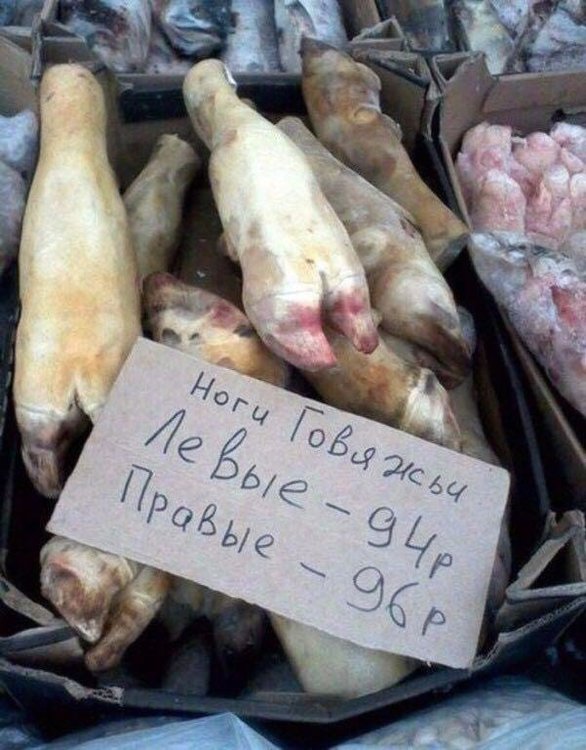 Ноги Говяжьи
Левые - 94р
Правые - 96р